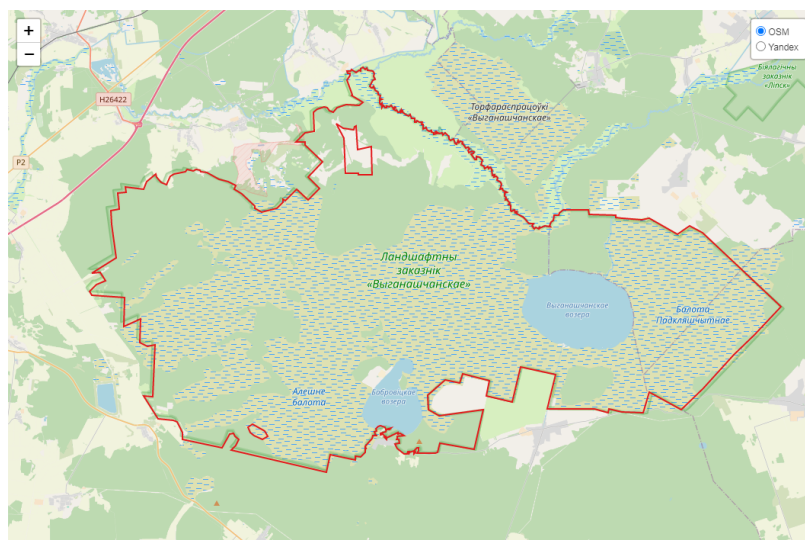 +
−
OSM
Yandex
Біялагічны
заказнік
«Ліпск»
H26422
Тарфараспрацоўкі
«Выганашчанскае»
P2
Ландшафтны
заказнік
«Выганашчанскае»
Выганашчанскае
возера
Балота
Падкляшчытнае
Алешне
балота
Бобровіцкае
возера